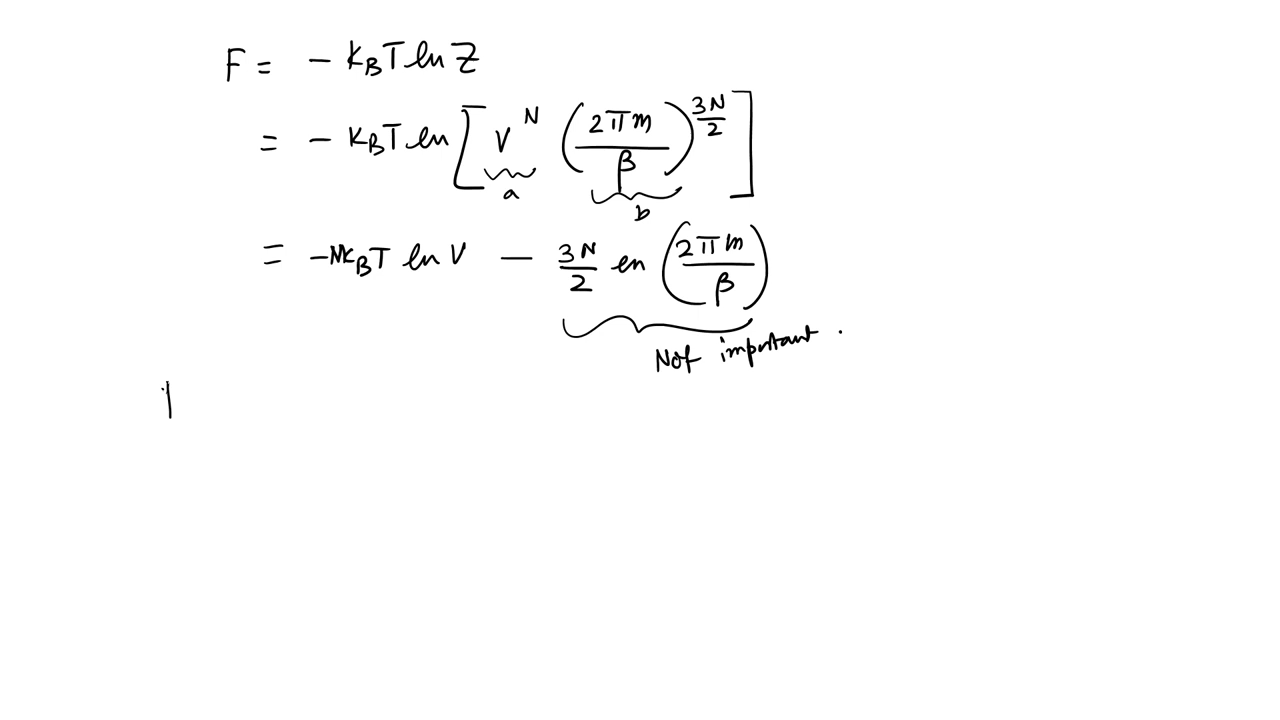 F = - k_B T ln Z
= - k_B T ln [ V^N (2πm/β)^(3N/2) ]
a
b
= -Nk_B T ln V - 3N/2 ln (2πm/β)
Not important.